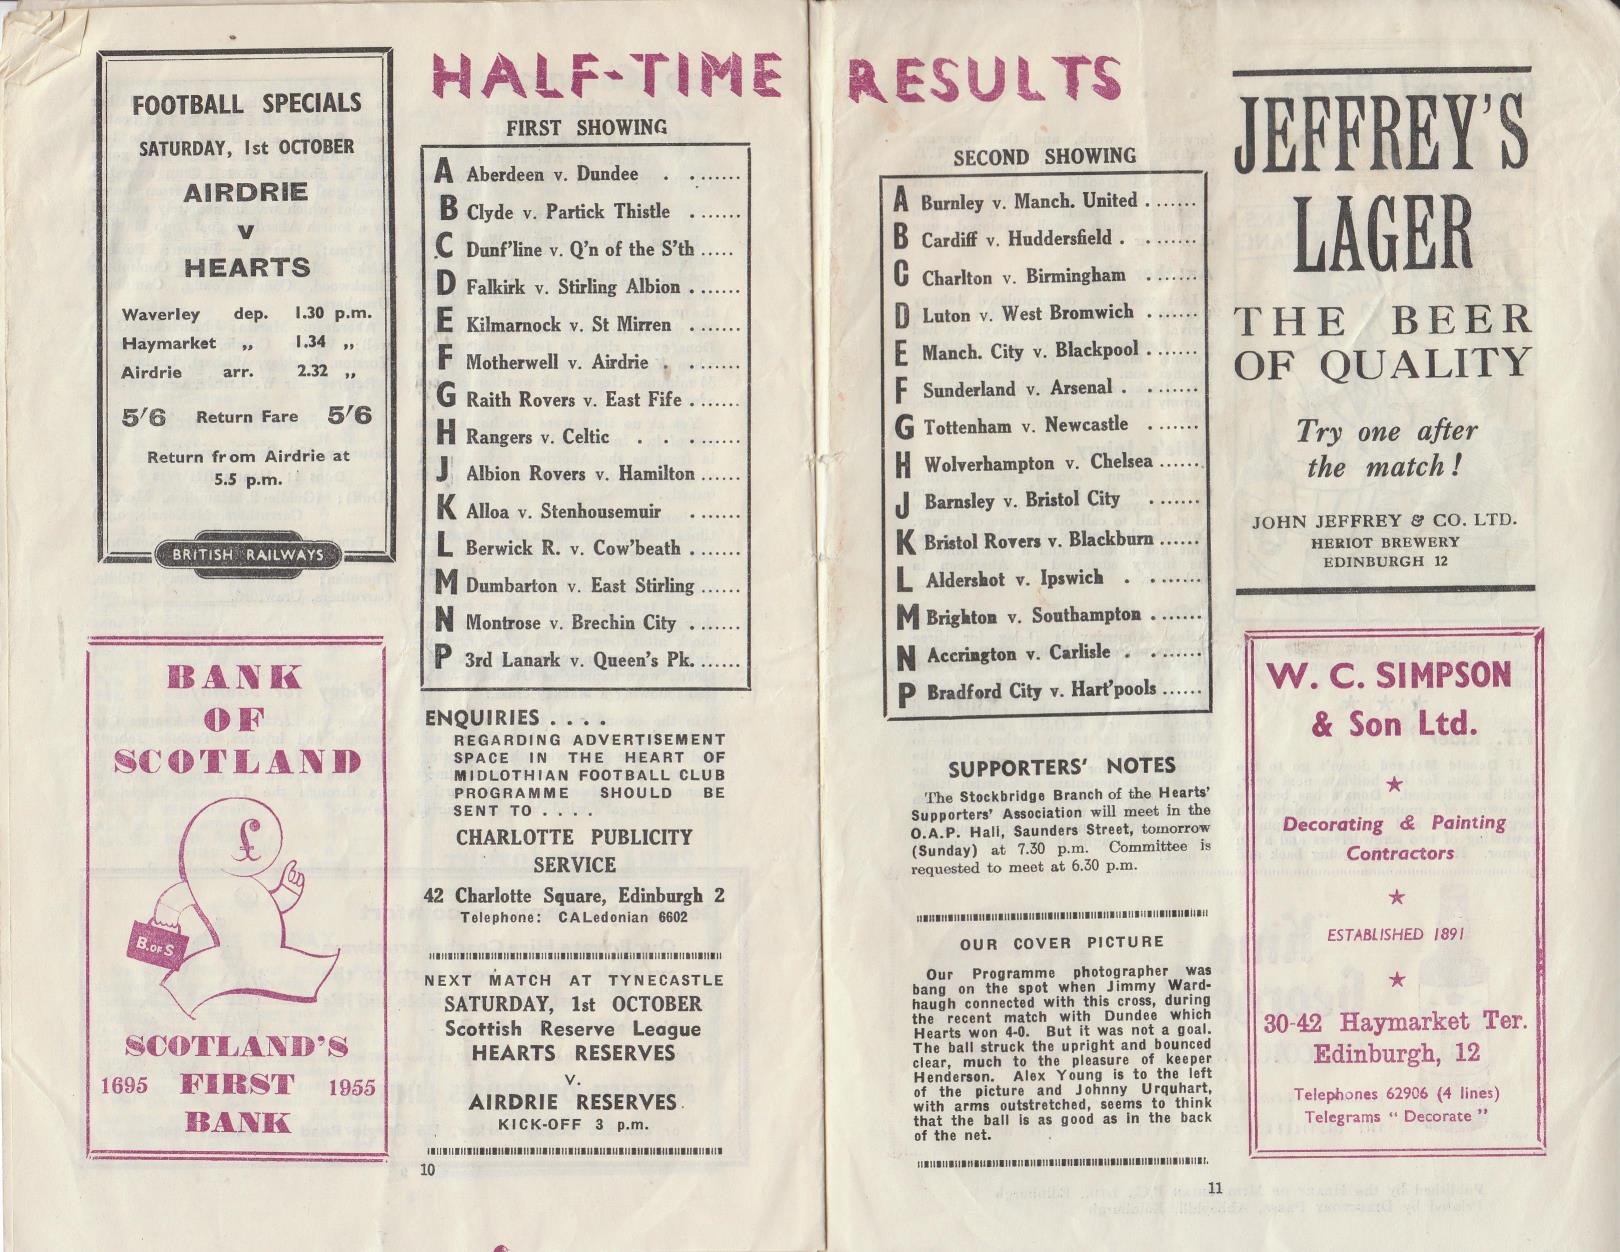 FOOTBALL SPECIALS
SATURDAY, 1st OCTOBER
AIRDRIE
v
HEARTS
Waverley dep. 1.30 p.m.
Haymarket ,, 1.34 ,,
Airdrie arr. 2.32 ,,
5/6 Return Fare 5/6
Return from Airdrie at
5.5 p.m.
BRITISH RAILWAYS
BANK
OF
SCOTLAND
£
B. OF S
SCOTLAND'S
1695 FIRST 1955
BANK
HALF-TIME RESULTS
FIRST SHOWING
A Aberdeen v. Dundee . .......
B Clyde v. Partick Thistle .......
C Dunf'line v. Q'n of the S'th .....
D Falkirk v. Stirling Albion .......
E Kilmarnock v. St Mirren .......
F Motherwell v. Airdrie . .......
G Raith Rovers v. East Fife .......
H Rangers v. Celtic . . . .......
J Albion Rovers v. Hamilton ......
K Alloa v. Stenhousemuir .......
L Berwick R. v. Cow'beath .......
M Dumbarton v. East Stirling ......
N Montrose v. Brechin City .......
P 3rd Lanark v. Queen's Pk. ......
ENQUIRIES . . . .
REGARDING ADVERTISEMENT
SPACE IN THE HEART OF
MIDLOTHIAN FOOTBALL CLUB
PROGRAMME SHOULD BE
SENT TO . . . .
CHARLOTTE PUBLICITY
SERVICE
42 Charlotte Square, Edinburgh 2
Telephone: CALedonian 6602
NEXT MATCH AT TYNECASTLE
SATURDAY, 1st OCTOBER
Scottish Reserve League
HEARTS RESERVES
v.
AIRDRIE RESERVES
KICK-OFF 3 p.m.
10
SECOND SHOWING
A Burnley v. Manch. United .......
B Cardiff v. Huddersfield . .......
C Charlton v. Birmingham .......
D Luton v. West Bromwich .......
E Manch. City v. Blackpool .......
F Sunderland v. Arsenal . .......
G Tottenham v. Newcastle .......
H Wolverhampton v. Chelsea ......
J Barnsley v. Bristol City .......
K Bristol Rovers v. Blackburn ......
L Aldershot v. Ipswich . .......
M Brighton v. Southampton .......
N Accrington v. Carlisle . .......
P Bradford City v. Hart'pools ......
SUPPORTERS' NOTES
The Stockbridge Branch of the Hearts'
Supporters' Association will meet in the
O.A.P. Hall, Saunders Street, tomorrow
(Sunday) at 7.30 p.m. Committee is
requested to meet at 6.30 p.m.
OUR COVER PICTURE
Our Programme photographer was
bang on the spot when Jimmy Ward-
haugh connected with this cross, during
the recent match with Dundee which
Hearts won 4-0. But it was not a goal.
The ball struck the upright and bounced
clear, much to the pleasure of keeper
Henderson. Alex Young is to the left
of the picture and Johnny Urquhart,
with arms outstretched, seems to think
that the ball is as good as in the back
of the net.
11
JEFFREY'S
LAGER
THE BEER
OF QUALITY
Try one after
the match!
JOHN JEFFREY & CO. LTD.
HERIOT BREWERY
EDINBURGH 12
W. C. SIMPSON
& Son Ltd.
Decorating & Painting
Contractors
ESTABLISHED 1891
30-42 Haymarket Ter.
Edinburgh, 12
Telephones 62906 (4 lines)
Telegrams "Decorate"